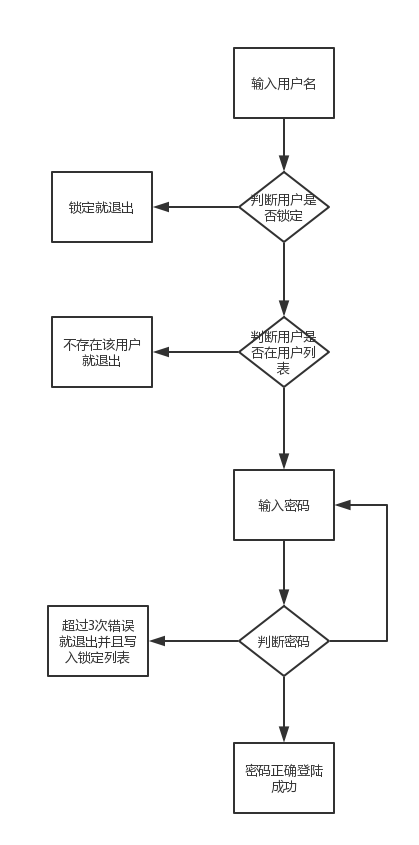 输入用户名
判断用户是
否锁定
锁定就退出
判断用户是
否在用户列
表
不存在该用户
就退出
输入密码
判断密码
超过3次错误
就退出并且写
入锁定列表
密码正确登陆
成功